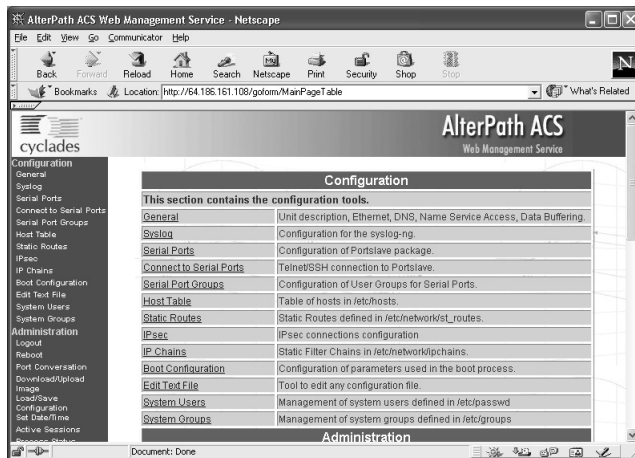 AlterPath ACS Web Management Service - Netscape
File Edit View Go Communicator Help
Back Forward Reload Home Search Netscape Print Security Shop Stop
Bookmarks Location: http://64.186.161.108/goform/MainPageTable What's Related
cyclades
AlterPath ACS
Web Management Service
Configuration
General
Syslog
Serial Ports
Connect to Serial Ports
Serial Port Groups
Host Table
Static Routes
IPsec
IP Chains
Boot Configuration
Edit Text File
System Users
System Groups
Administration
Logout
Reboot
Port Conversation
Download/Upload
Image
Load/Save
Configuration
Set Date/Time
Active Sessions
Process Status
Configuration
This section contains the configuration tools.
General Unit description, Ethernet, DNS, Name Service Access, Data Buffering.
Syslog Configuration for the syslog-ng.
Serial Ports Configuration of Portslave package.
Connect to Serial Ports Telnet/SSH connection to Portslave.
Serial Port Groups Configuration of User Groups for Serial Ports.
Host Table Table of hosts in /etc/hosts.
Static Routes Static Routes defined in /etc/network/st_routes.
IPsec IPsec connections configuration
IP Chains Static Filter Chains in /etc/network/ipchains.
Boot Configuration Configuration of parameters used in the boot process.
Edit Text File Tool to edit any configuration file.
System Users Management of system users defined in /etc/passwd
System Groups Management of system groups defined in /etc/groups
Administration
Document: Done